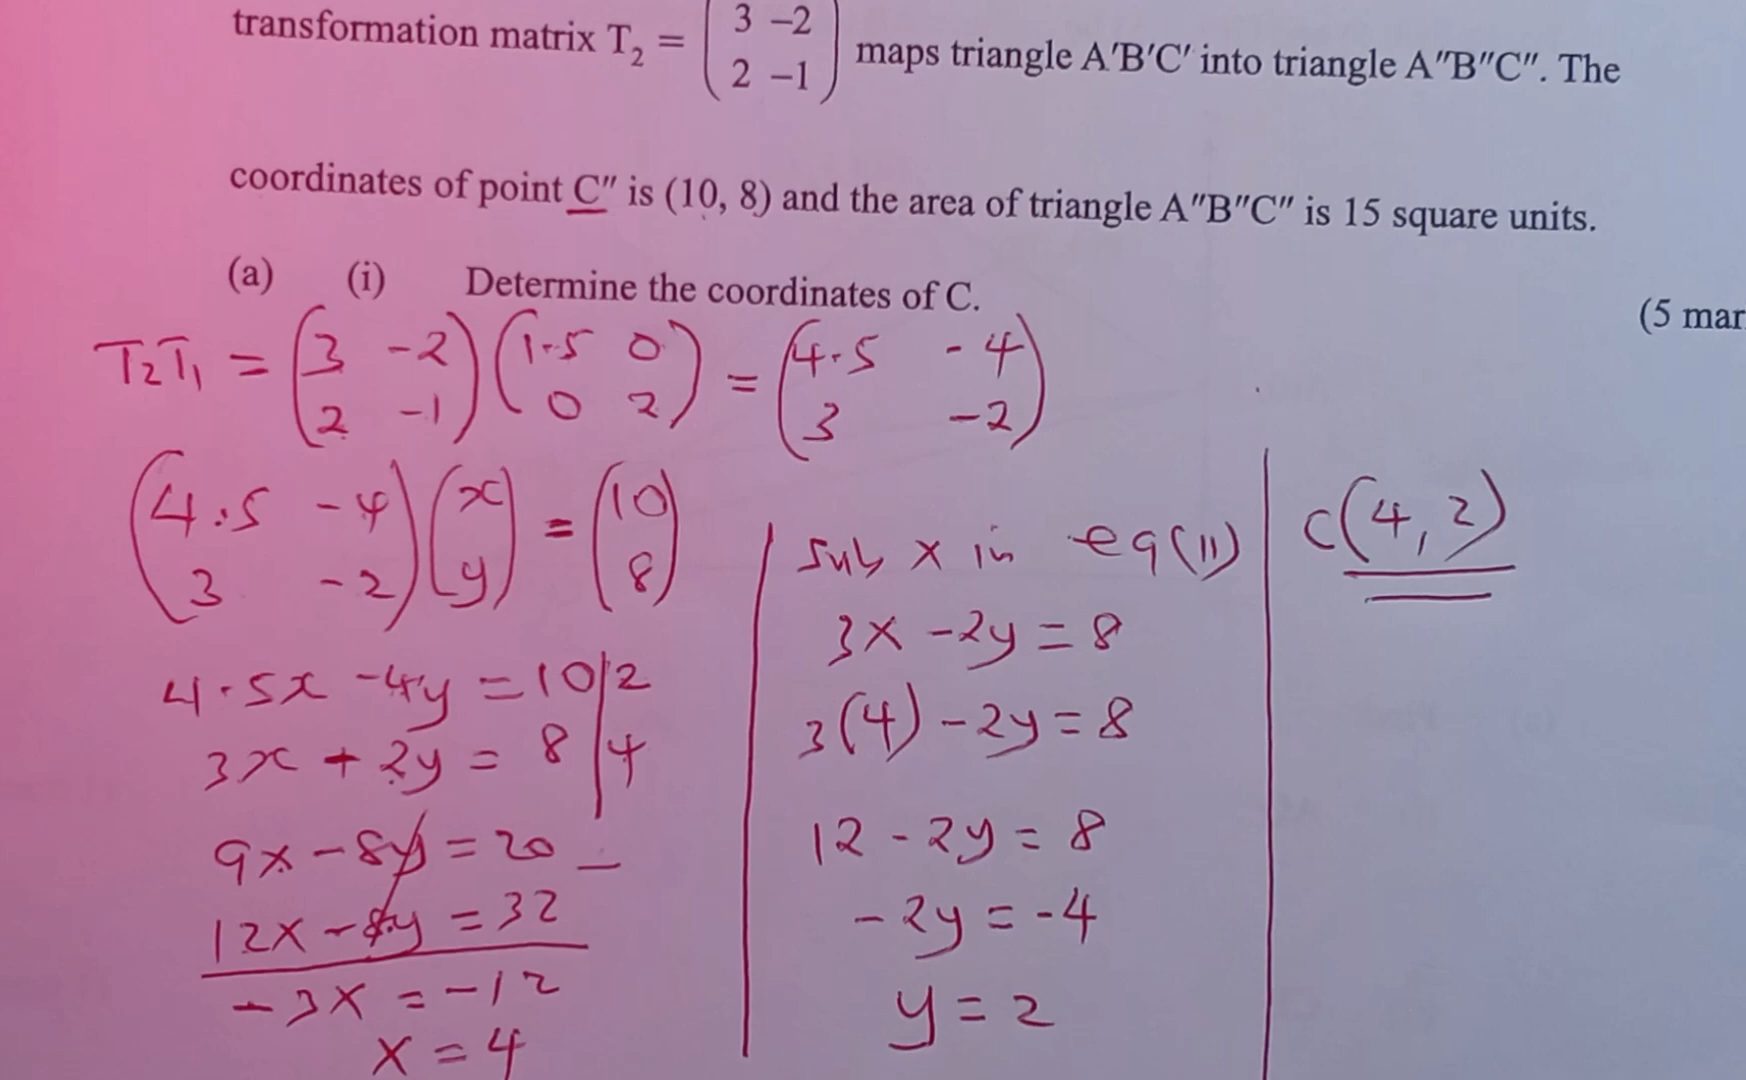 transformation matrix T₂ = (3 −2
2 −1) maps triangle A′B′C′ into triangle A″B″C″. The
coordinates of point C″ is (10, 8) and the area of triangle A″B″C″ is 15 square units.
(a) (i) Determine the coordinates of C.
(5 mar
T₂T₁ = (3 -2
2 -1) (1.5 0
0 2) = (4.5 -4
3 -2)
(4.5 -4
3 -2) (x
y) = (10
8)
4.5x - 4y = 10 | 2
3x + 2y = 8 | 4
9x - 8y = 20 -
12x - 8y = 32
-3x = -12
x = 4
sub x in eq(11)
3x - 2y = 8
3(4) - 2y = 8
12 - 2y = 8
-2y = -4
y = 2
C(4, 2)